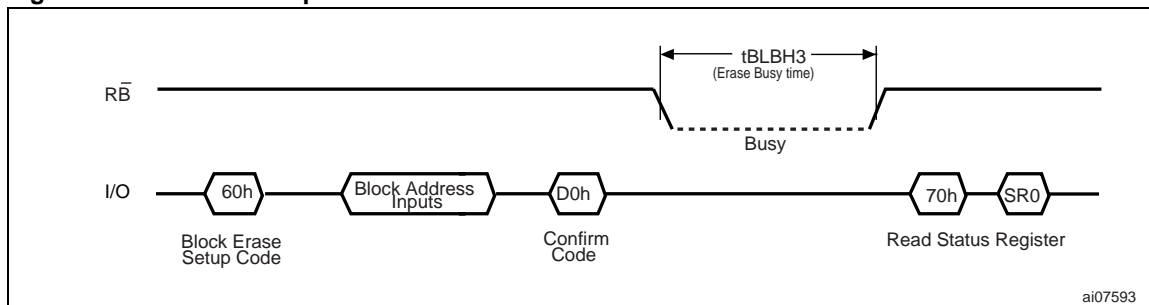 tBLBH3
(Erase Busy time)
RB̅
Busy
I/O
60h
Block Address
Inputs
D0h
70h
SR0
Block Erase
Setup Code
Confirm
Code
Read Status Register
ai07593